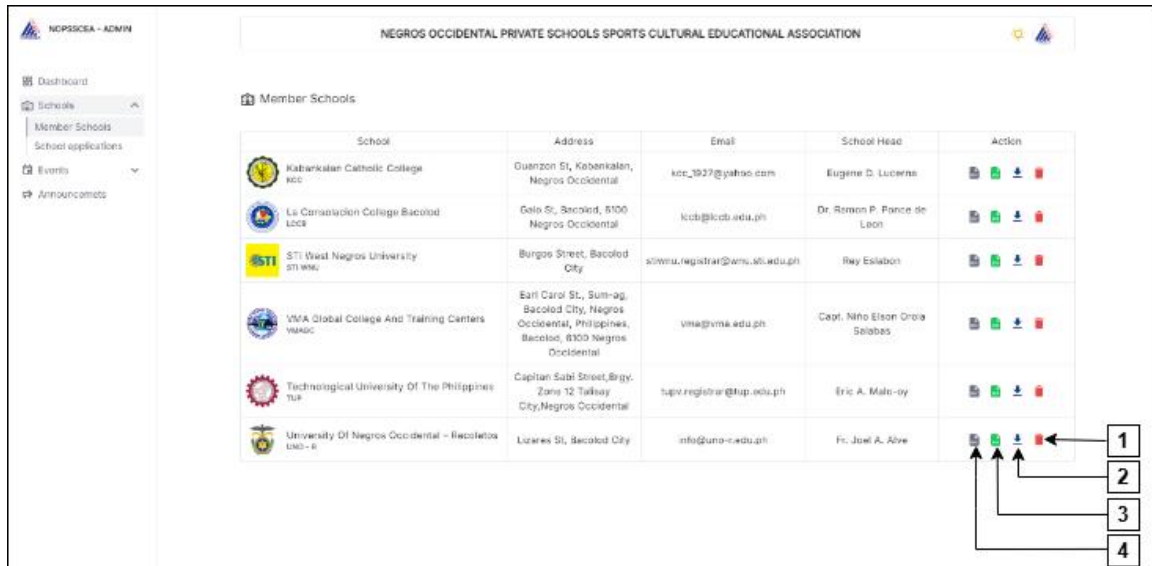 NOPSSCEA - ADMIN
NEGROS OCCIDENTAL PRIVATE SCHOOLS SPORTS CULTURAL EDUCATIONAL ASSOCIATION
Dashboard
Schools
Member Schools
School applications
Events
Announcemets
Member Schools
School Address Email School Head Action
Kabankalan Catholic College
KCC
Guanzon St, Kabankalan,
Negros Occidental
kcc_1927@yahoo.com
Eugene D. Lucerna
La Consolacion College Bacolod
LCCB
Galo St, Bacolod, 6100
Negros Occidental
lccb@lccb.edu.ph
Dr. Ramon P. Ponce de
Leon
STI
STI West Negros University
STI WNU
Burgos Street, Bacolod
City
stiwnu.registrar@wnu.sti.edu.ph
Rey Eslabon
VMA Global College And Training Centers
VMAGC
Earl Carol St., Sum-ag,
Bacolod City, Negros
Occidental, Philippines,
Bacolod, 6100 Negros
Occidental
vma@vma.edu.ph
Capt. Niño Elson Orola
Salabas
Technological University Of The Philippines
TUP
Capitan Sabi Street,Brgy.
Zone 12 Talisay
City,Negros Occidental
tupv.registrar@tup.edu.ph
Eric A. Malo-oy
University Of Negros Occidental – Recoletos
UNO - R
Lizares St, Bacolod City
info@uno-r.edu.ph
Fr. Joel A. Alve
1
2
3
4